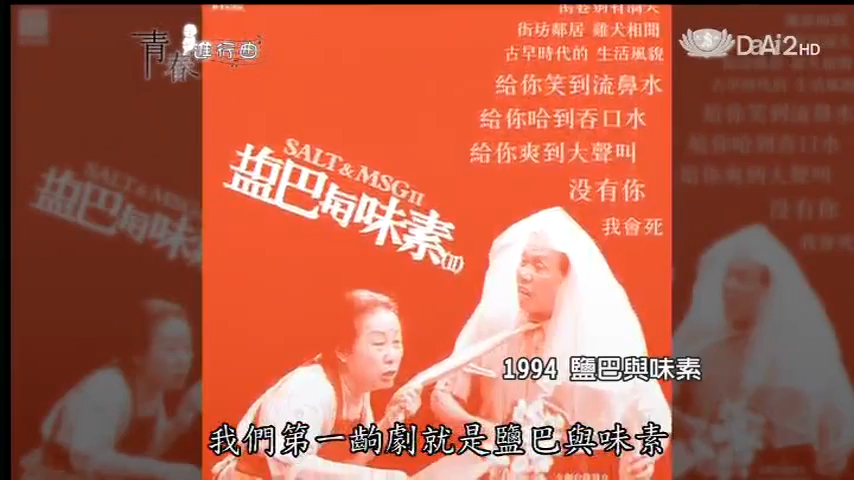 青春進行曲
DaAi2HD
街坊鄰居 雞犬相聞
古早時代的 生活風貌
給你笑到流鼻水
給你哈到吞口水
給你爽到大聲叫
沒有你
我會死
SALT & MSG II
鹽巴與味素(II)
1994 鹽巴與味素
我們第一齣劇就是鹽巴與味素